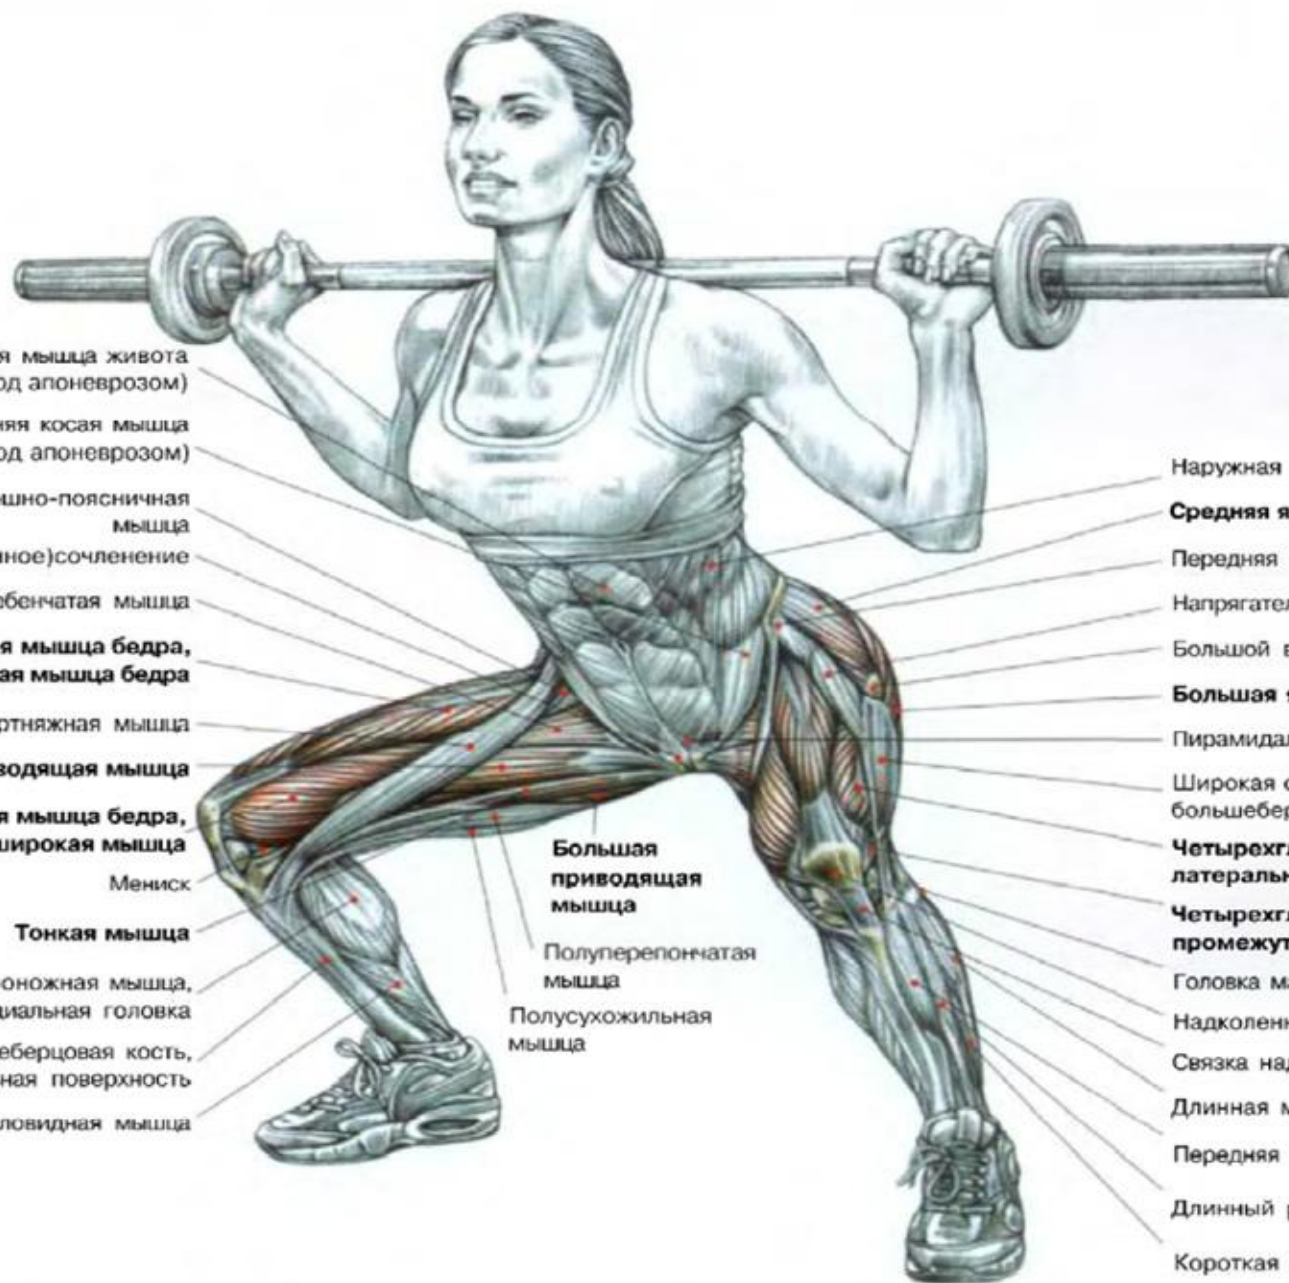 я мышца живота
од апоневрозом)
няя косая мышца
од апоневрозом)
шно-поясничная
мышца
ное)сочленение
ебенчатая мышца
я мышца бедра,
ая мышца бедра
ртняжная мышца
водящая мышца
я мышца бедра,
широкая мышца
Мениск
Тонкая мышца
оножная мышца,
циальная головка
еберцовая кость,
ная поверхность
ловидная мышца
Большая
приводящая
мышца
Полуперепончатая
мышца
Полусухожильная
мышца
Наружная
Средняя я
Передняя
Напрягател
Большой в
Большая я
Пирамидал
Широкая с
большебер
Четырехгл
латеральн
Четырехгл
промежут
Головка ма
Надколенн
Связка над
Длинная м
Передняя
Длинный р
Короткая